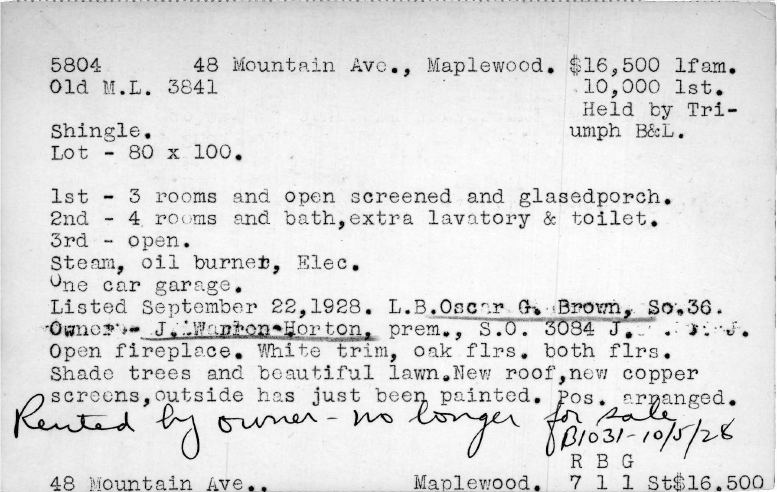 5804 48 Mountain Ave., Maplewood. $16,500 1fam.
Old M.L. 3841 10,000 1st.
Held by Tri-
Shingle. umph B&L.
Lot - 80 x 100.
1st - 3 rooms and open screened and glasedporch.
2nd - 4 rooms and bath,extra lavatory & toilet.
3rd - open.
Steam, oil burner, Elec.
One car garage.
Listed September 22,1928. L.B.Oscar G. Brown, So.36.
Owner - J. Warren Horton, prem., S.O. 3084 J.
Open fireplace. White trim, oak flrs. both flrs.
Shade trees and beautiful lawn.New roof,new copper
screens,outside has just been painted. Pos. arranged.
Rented by owner - no longer for sale
B1031-10/5/28
R B G
48 Mountain Ave., Maplewood. 7 1 1 St$16,500